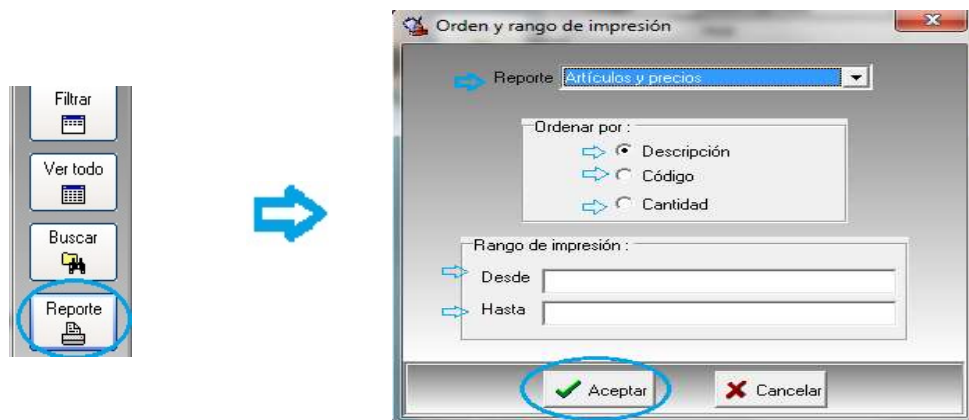 Filtrar
Ver todo
Buscar
Reporte
Orden y rango de impresión
Reporte Artículos y precios
Ordenar por :
Descripción
Código
Cantidad
Rango de impresión :
Desde
Hasta
Aceptar Cancelar